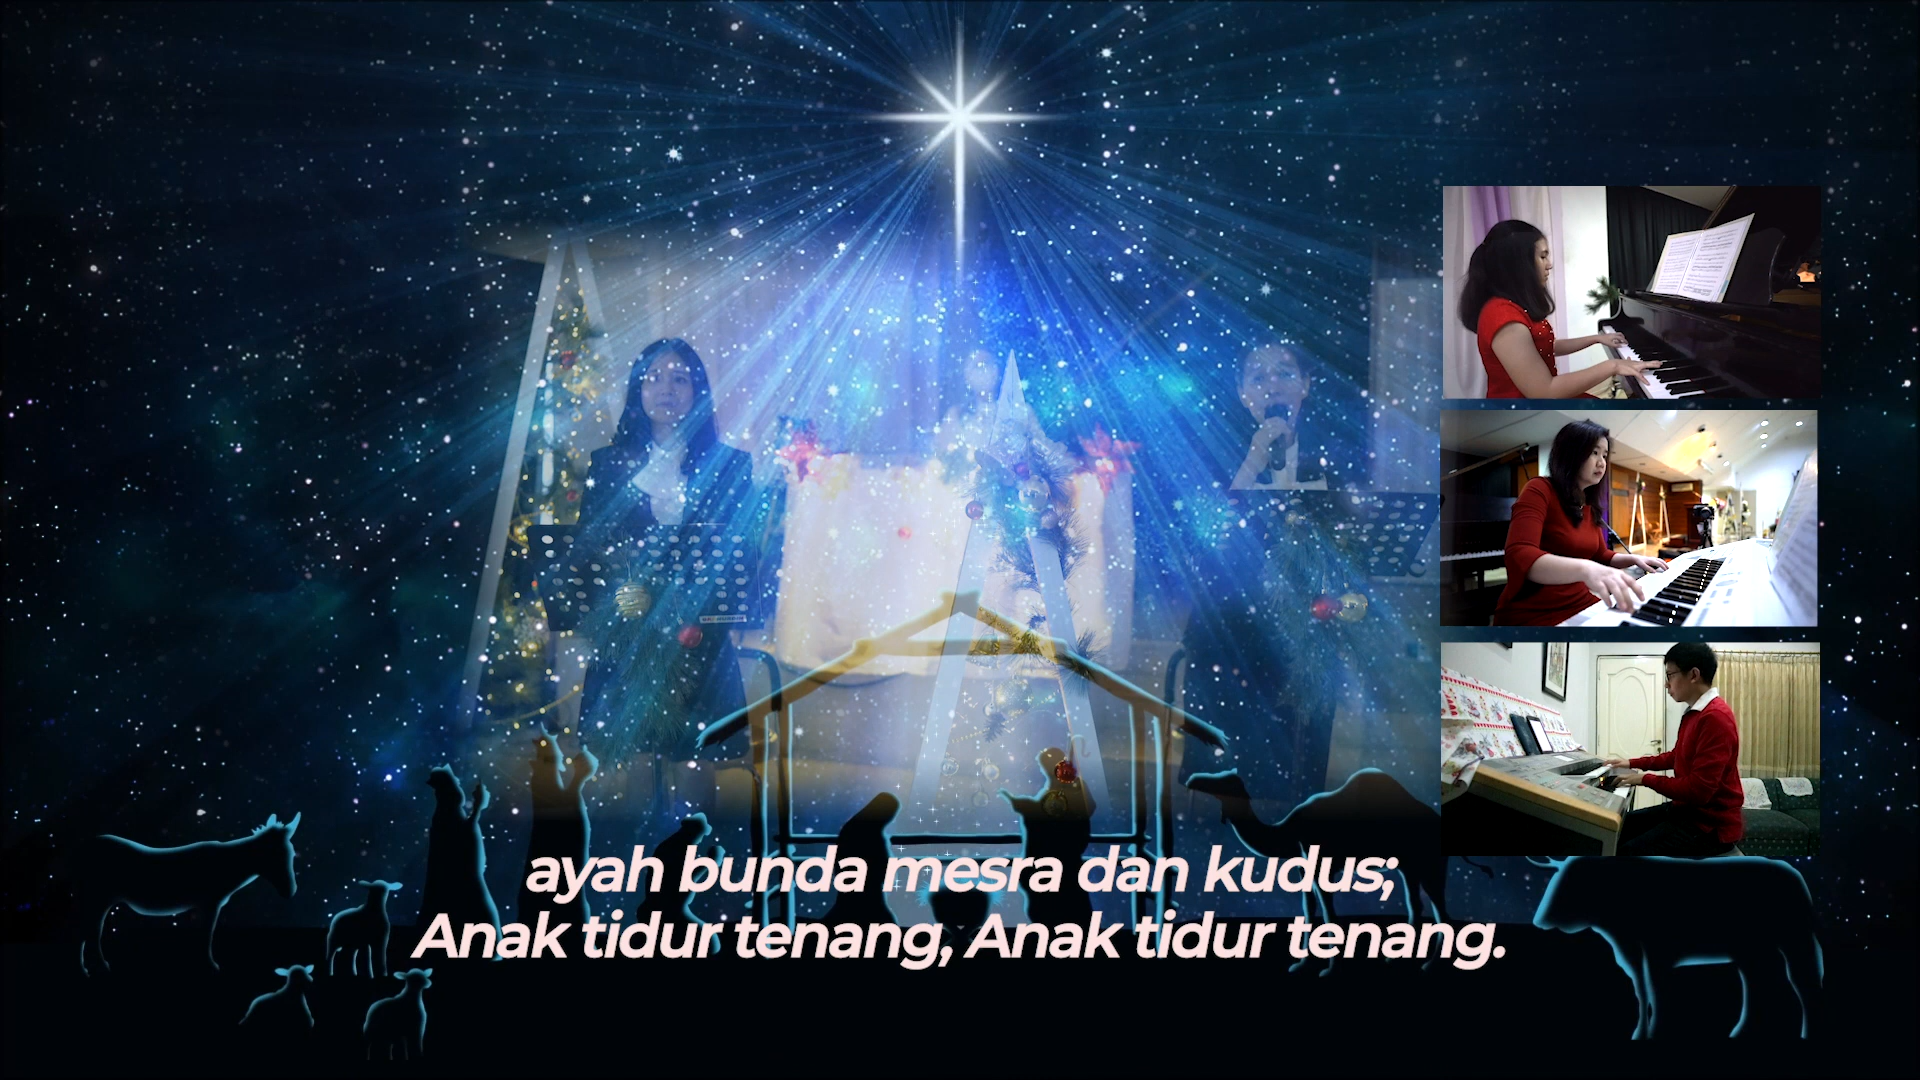 ayah bunda mesra dan kudus;
Anak tidur tenang, Anak tidur tenang.